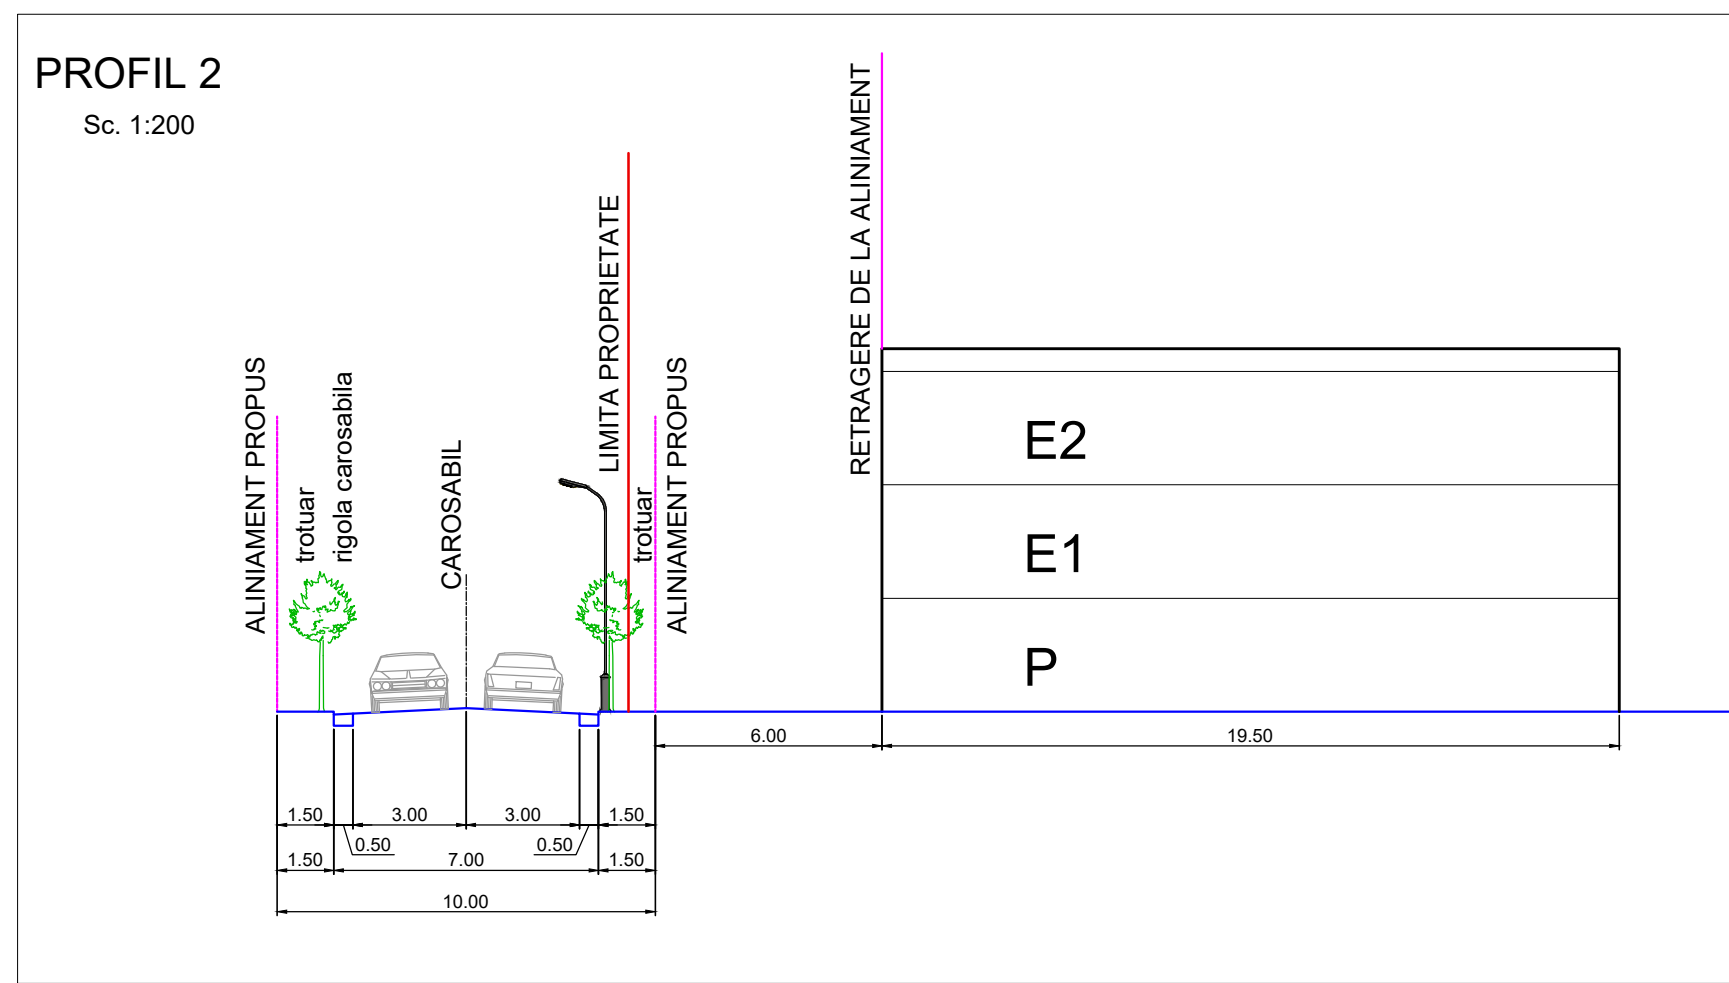 PROFIL 2
Sc. 1:200
ALINIAMENT PROPUS
trotuar
rigola carosabila
CAROSABIL
LIMITA PROPRIETATE
trotuar
ALINIAMENT PROPUS
RETRAGERE DE LA ALINIAMENT
E2
E1
P
6.00
19.50
1.50
3.00
3.00
1.50
0.50
0.50
1.50
7.00
1.50
10.00